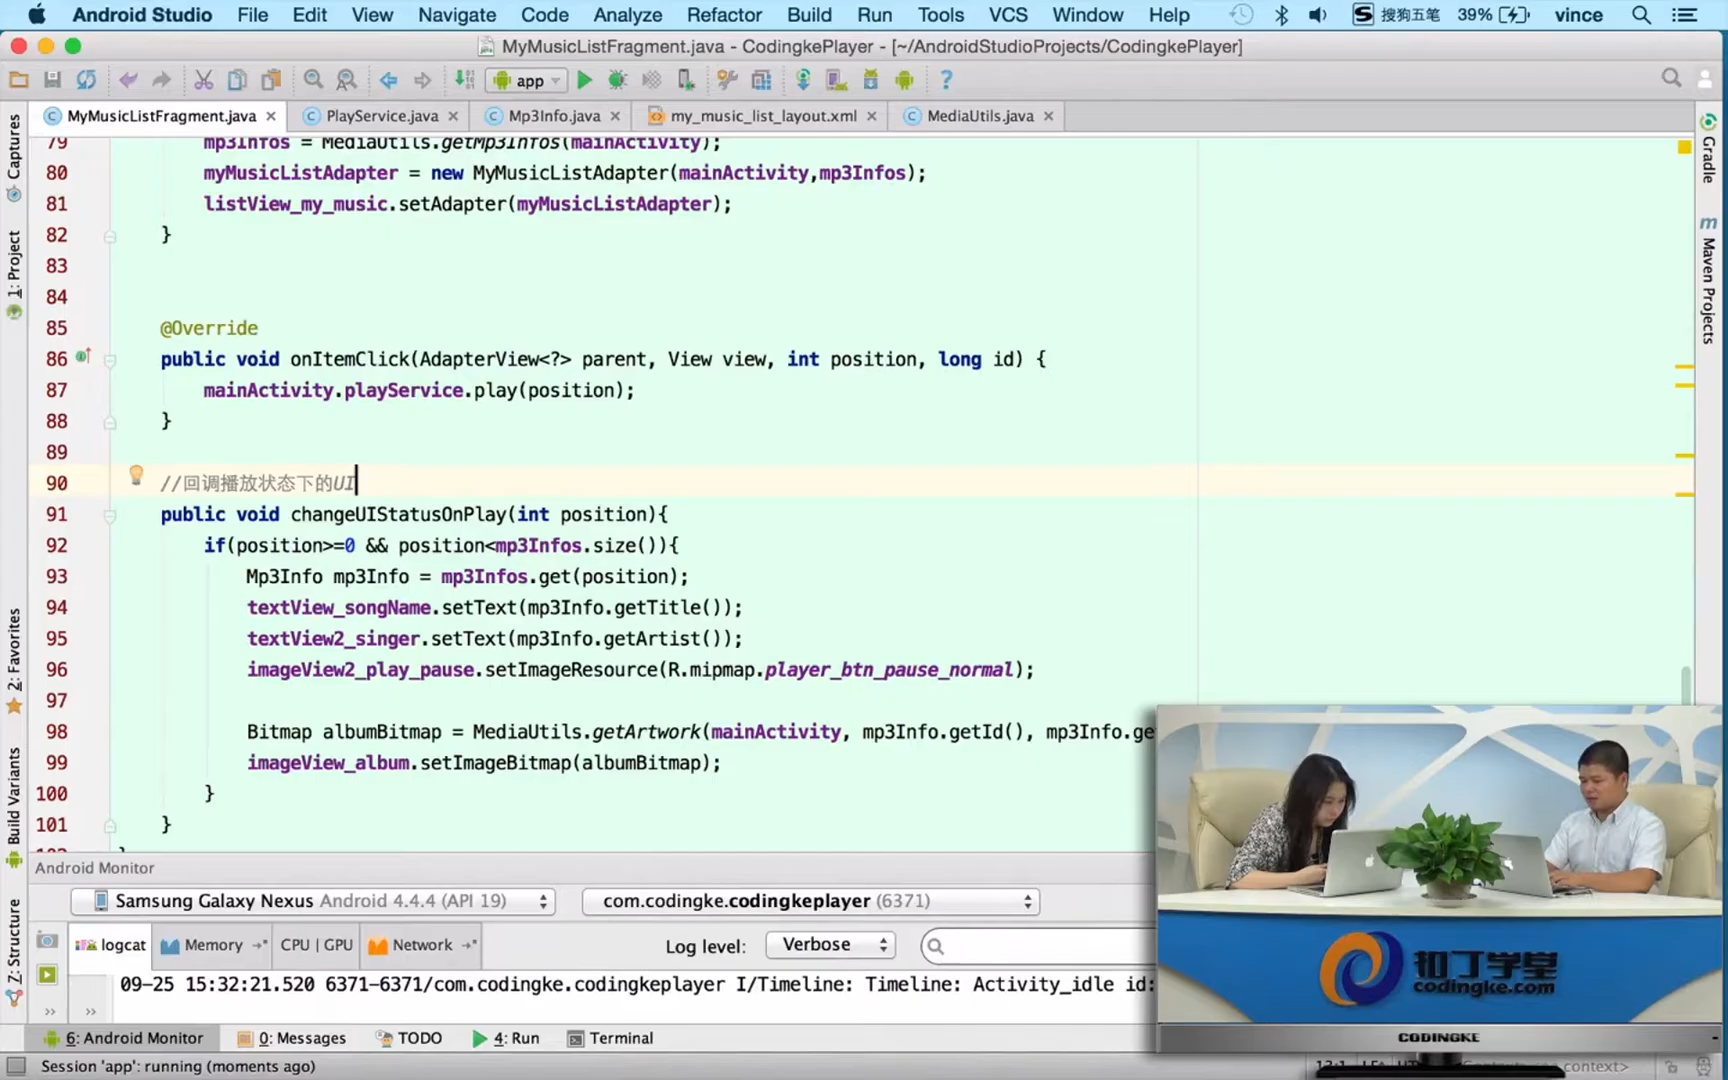 Android Studio File Edit View Navigate Code Analyze Refactor Build Run Tools VCS Window Help 搜狗五笔 39% vince
MyMusicListFragment.java - CodingkePlayer - [~/AndroidStudioProjects/CodingkePlayer]
app
MyMusicListFragment.java PlayService.java Mp3Info.java my_music_list_layout.xml MediaUtils.java
Captures
1: Project
2: Favorites
Build Variants
Z: Structure
Gradle
Maven Projects
79 mp3Infos = MediaUtils.getMp3Infos(mainActivity);
80 myMusicListAdapter = new MyMusicListAdapter(mainActivity,mp3Infos);
81 listView_my_music.setAdapter(myMusicListAdapter);
82 }
83
84
85 @Override
86 public void onItemClick(AdapterView<?> parent, View view, int position, long id) {
87 mainActivity.playService.play(position);
88 }
89
90 //回调播放状态下的UI
91 public void changeUIStatusOnPlay(int position){
92 if(position>=0 && position<mp3Infos.size()){
93 Mp3Info mp3Info = mp3Infos.get(position);
94 textView_songName.setText(mp3Info.getTitle());
95 textView2_singer.setText(mp3Info.getArtist());
96 imageView2_play_pause.setImageResource(R.mipmap.player_btn_pause_normal);
97
98 Bitmap albumBitmap = MediaUtils.getArtwork(mainActivity, mp3Info.getId(), mp3Info.ge
99 imageView_album.setImageBitmap(albumBitmap);
100 }
101 }
Android Monitor
Samsung Galaxy Nexus Android 4.4.4 (API 19) com.codingke.codingkeplayer (6371)
logcat Memory CPU | GPU Network Log level: Verbose
09-25 15:32:21.520 6371-6371/com.codingke.codingkeplayer I/Timeline: Timeline: Activity_idle id:
6: Android Monitor 0: Messages TODO 4: Run Terminal
Session 'app': running (moments ago)
扣丁学堂
codingke.com
CODINGKE